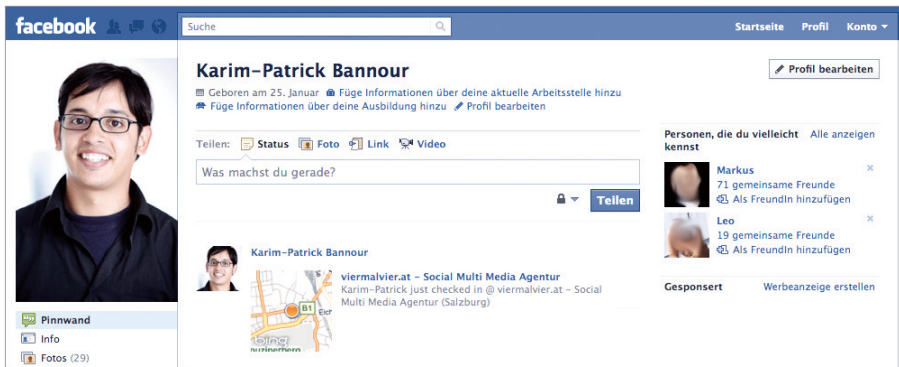 facebook
Suche
Startseite Profil Konto
Karim-Patrick Bannour
Profil bearbeiten
Geboren am 25. Januar Füge Informationen über deine aktuelle Arbeitsstelle hinzu
Füge Informationen über deine Ausbildung hinzu Profil bearbeiten
Teilen: Status Foto Link Video
Was machst du gerade?
Teilen
Karim-Patrick Bannour
viermalvier.at - Social Multi Media Agentur
Karim-Patrick just checked in @ viermalvier.at - Social
Multi Media Agentur (Salzburg)
B1
bing
Personen, die du vielleicht Alle anzeigen
kennst
Markus
71 gemeinsame Freunde
Als FreundIn hinzufügen
Leo
19 gemeinsame Freunde
Als FreundIn hinzufügen
Gesponsert Werbeanzeige erstellen
Pinnwand
Info
Fotos (29)